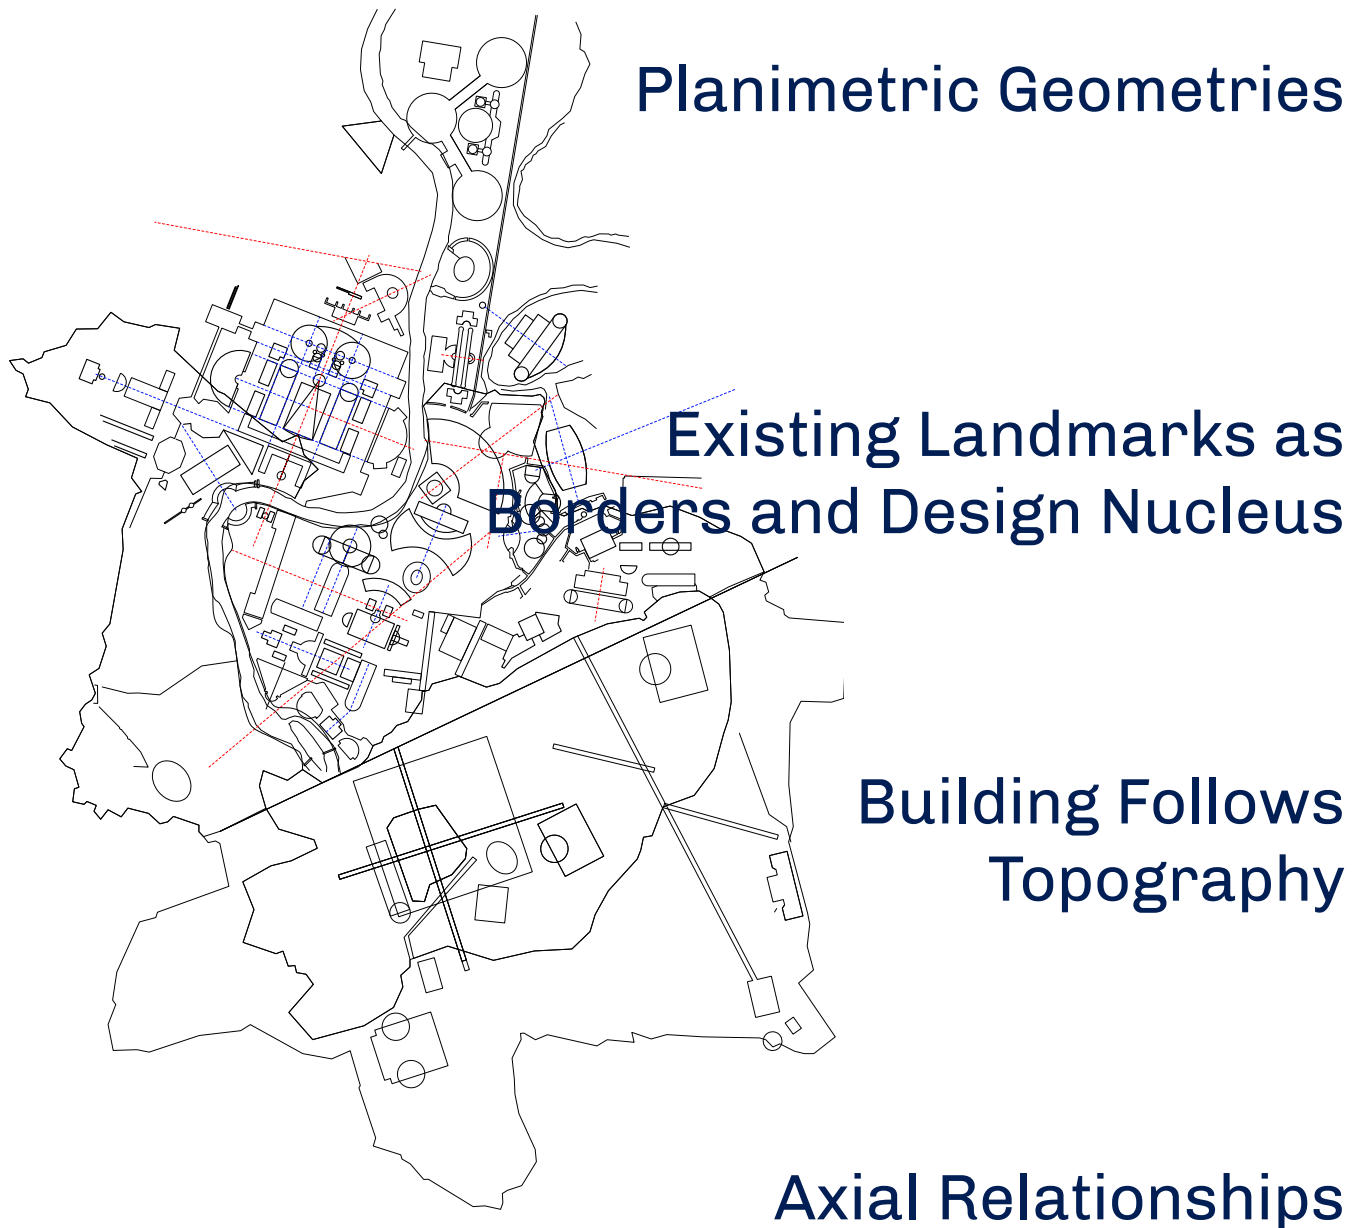 Planimetric Geometries
Existing Landmarks as
Borders and Design Nucleus
Building Follows
Topography
Axial Relationships